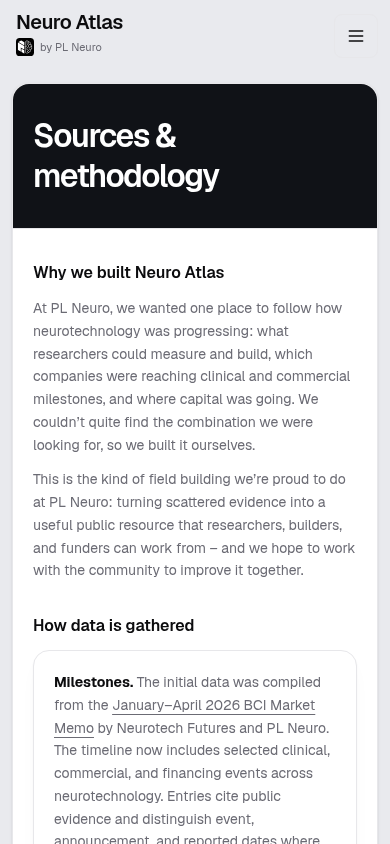 Neuro Atlas
by PL Neuro
Sources &
methodology
Why we built Neuro Atlas
At PL Neuro, we wanted one place to follow how
neurotechnology was progressing: what
researchers could measure and build, which
companies were reaching clinical and commercial
milestones, and where capital was going. We
couldn’t quite find the combination we were
looking for, so we built it ourselves.
This is the kind of field building we’re proud to do
at PL Neuro: turning scattered evidence into a
useful public resource that researchers, builders,
and funders can work from – and we hope to work
with the community to improve it together.
How data is gathered
Milestones. The initial data was compiled
from the January–April 2026 BCI Market
Memo by Neurotech Futures and PL Neuro.
The timeline now includes selected clinical,
commercial, and financing events across
neurotechnology. Entries cite public
evidence and distinguish event,
announcement, and reported dates where